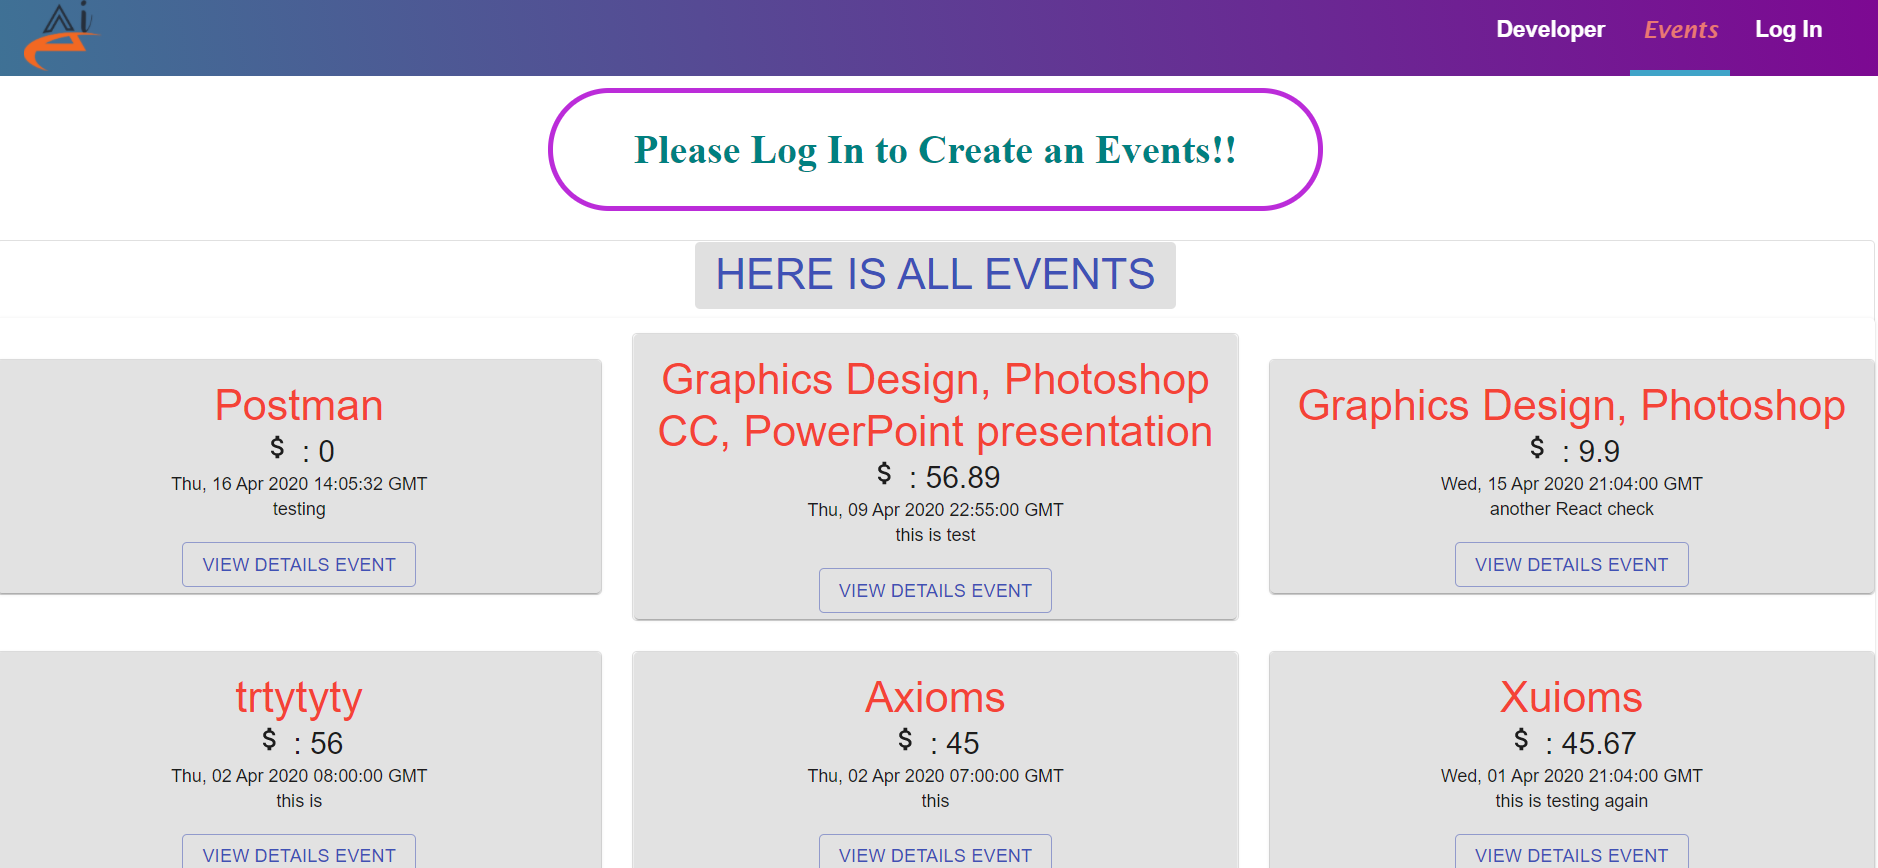 Ai
Developer Events Log In
Please Log In to Create an Events!!
HERE IS ALL EVENTS
Postman
$ : 0
Thu, 16 Apr 2020 14:05:32 GMT
testing
VIEW DETAILS EVENT
Graphics Design, Photoshop
CC, PowerPoint presentation
$ : 56.89
Thu, 09 Apr 2020 22:55:00 GMT
this is test
VIEW DETAILS EVENT
Graphics Design, Photoshop
$ : 9.9
Wed, 15 Apr 2020 21:04:00 GMT
another React check
VIEW DETAILS EVENT
trtytyty
$ : 56
Thu, 02 Apr 2020 08:00:00 GMT
this is
VIEW DETAILS EVENT
Axioms
$ : 45
Thu, 02 Apr 2020 07:00:00 GMT
this
VIEW DETAILS EVENT
Xuioms
$ : 45.67
Wed, 01 Apr 2020 21:04:00 GMT
this is testing again
VIEW DETAILS EVENT